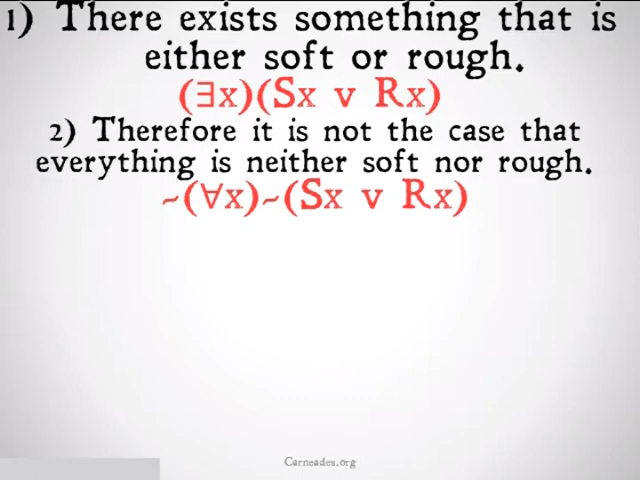 1) There exists something that is
either soft or rough.
(∃x)(Sx v Rx)
2) Therefore it is not the case that
everything is neither soft nor rough.
~(∀x)~(Sx v Rx)
Carneades.org